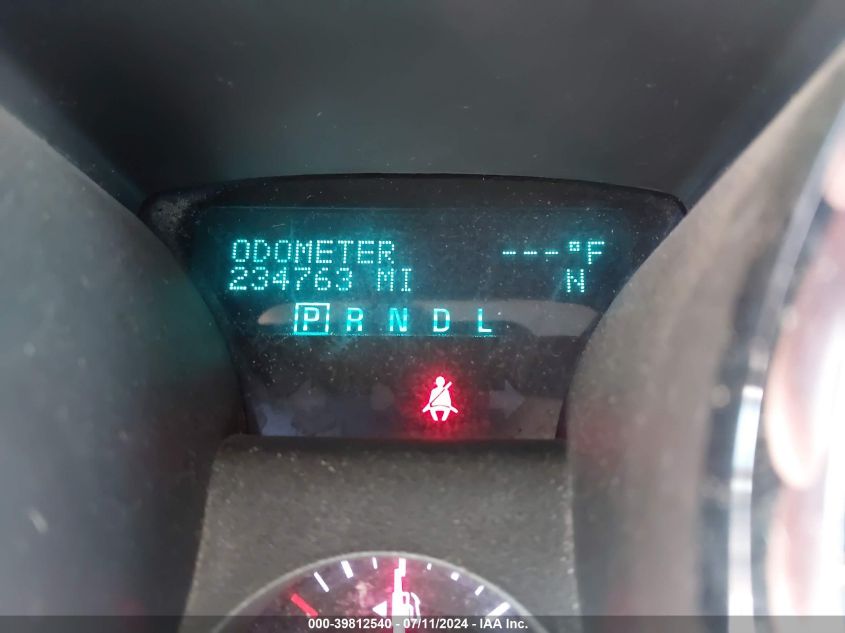 ODOMETER ---°F
234763 MI N
P R N D L
000-39812540 - 07/11/2024 - IAA Inc.